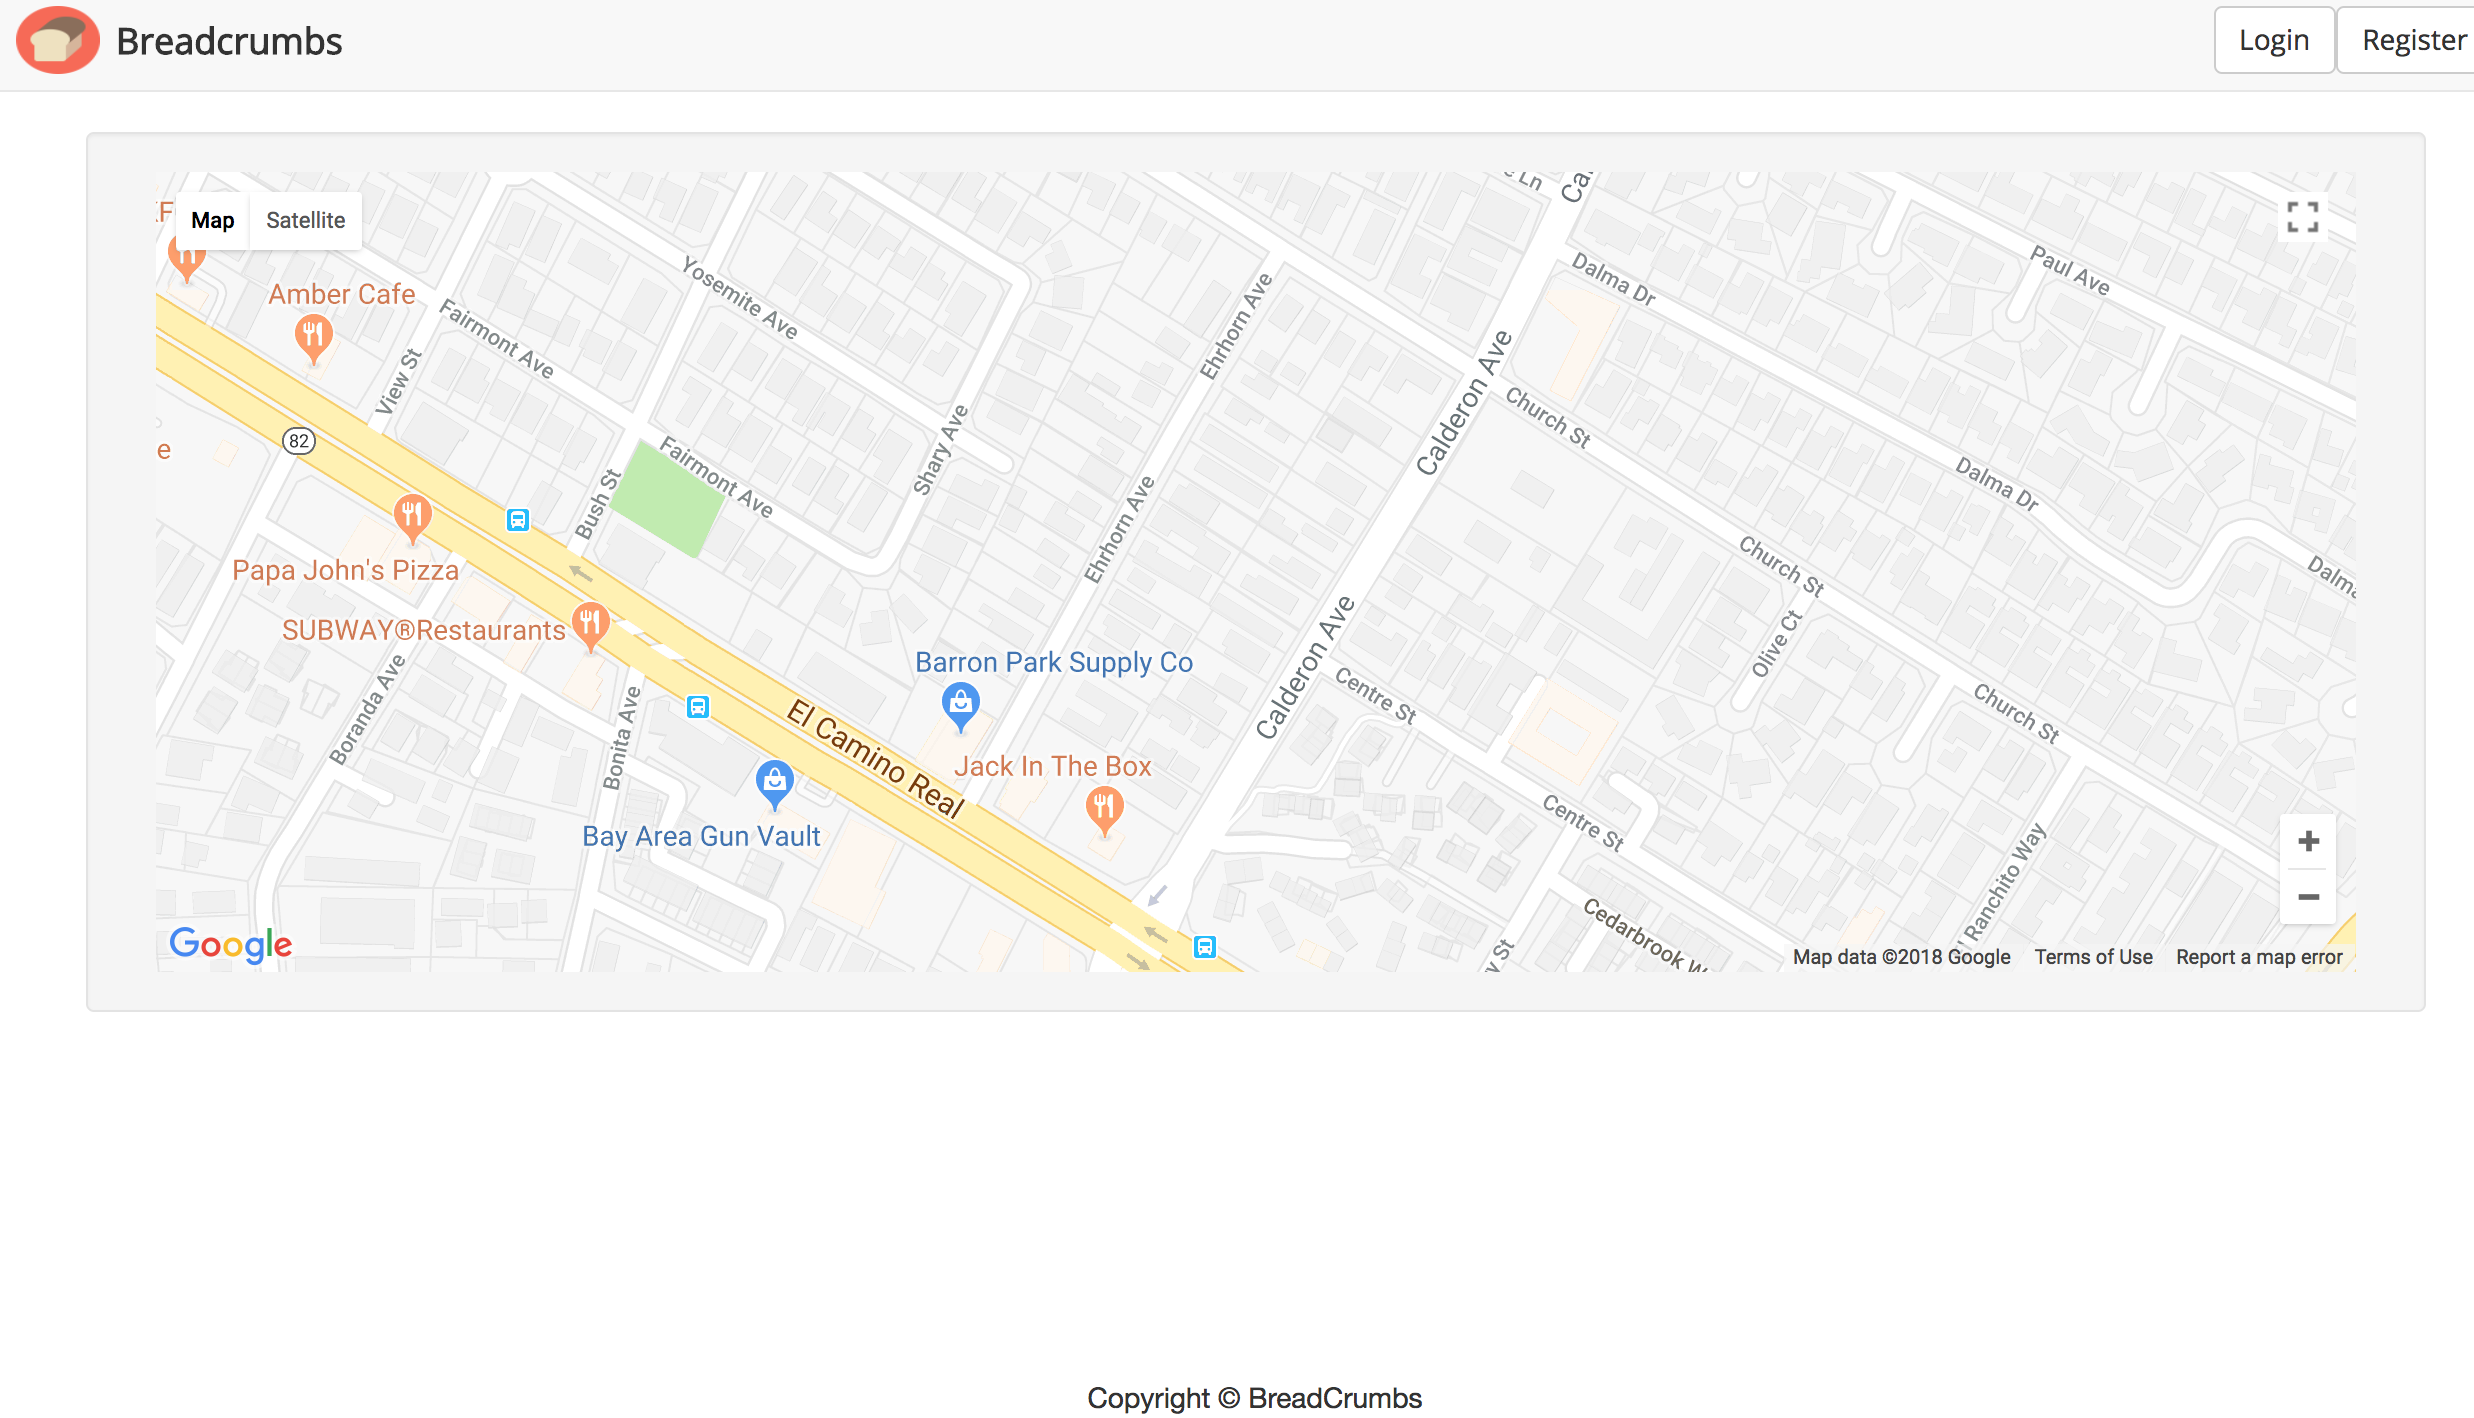 Breadcrumbs
Login
Register
Map
Satellite
Amber Cafe
Fairmont Ave
Yosemite Ave
View St
82
e
Papa John's Pizza
Bush St
Fairmont Ave
Shary Ave
Ehrhorn Ave
Ehrhorn Ave
Calderon Ave
Dalma Dr
Paul Ave
Church St
Dalma Dr
Church St
Olive Ct
Church St
SUBWAY®Restaurants
Boranda Ave
Bonita Ave
Barron Park Supply Co
El Camino Real
Jack In The Box
Bay Area Gun Vault
Calderon Ave
Centre St
Centre St
Cedarbrook W
Ranchito Way
Google
Map data ©2018 Google
Terms of Use
Report a map error
Copyright © BreadCrumbs